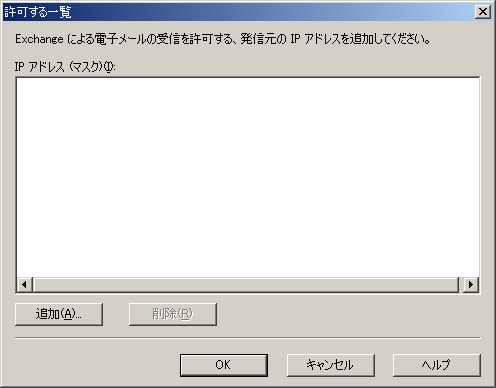 許可する一覧
Exchange による電子メールの受信を許可する、発信元の IP アドレスを追加してください。
IP アドレス (マスク)(I):
追加(A)...
削除(R)
OK
キャンセル
ヘルプ